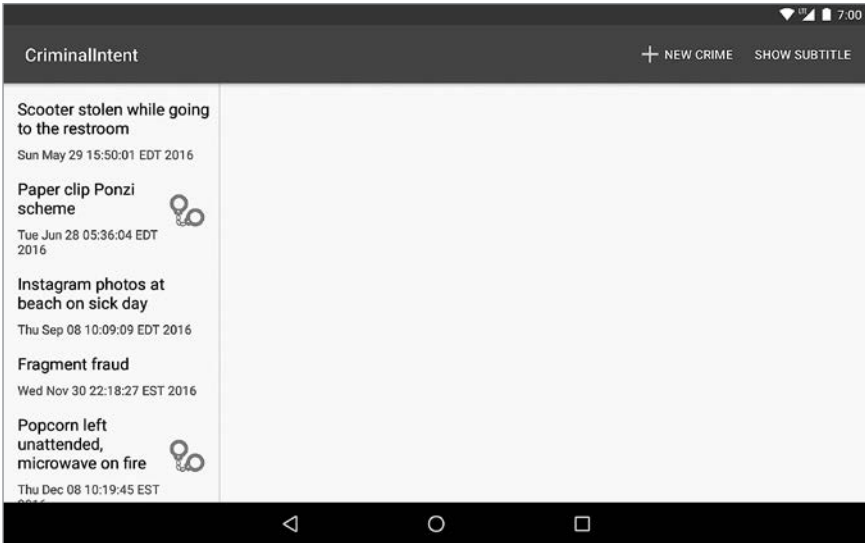 LTE 7:00
CriminalIntent
NEW CRIME SHOW SUBTITLE
Scooter stolen while going
to the restroom
Sun May 29 15:50:01 EDT 2016
Paper clip Ponzi
scheme
Tue Jun 28 05:36:04 EDT
2016
Instagram photos at
beach on sick day
Thu Sep 08 10:09:09 EDT 2016
Fragment fraud
Wed Nov 30 22:18:27 EST 2016
Popcorn left
unattended,
microwave on fire
Thu Dec 08 10:19:45 EST